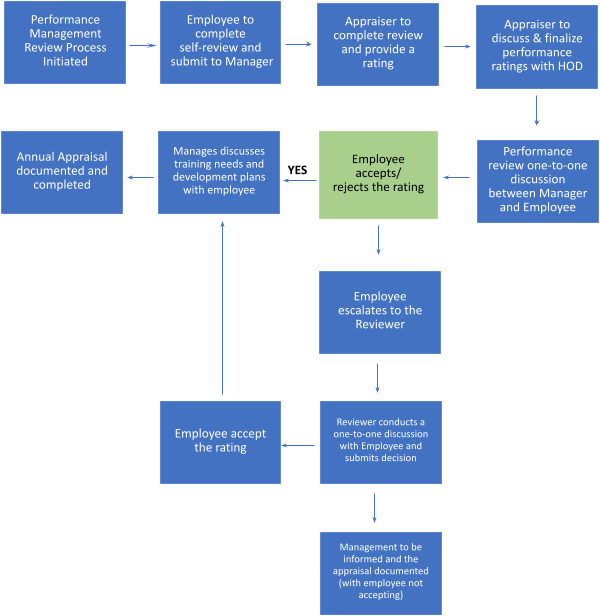 Performance
Management
Review Process
Initiated
Employee to
complete
self-review and
submit to Manager
Appraiser to
complete review
and provide a
rating
Appraiser to
discuss & finalize
performance
ratings with HOD
Performance
review one-to-one
discussion
between Manager
and Employee
Employee
accepts/
rejects the rating
YES
Manages discusses
training needs and
development plans
with employee
Annual Appraisal
documented and
completed
Employee
escalates to the
Reviewer
Reviewer conducts a
one-to-one discussion
with Employee and
submits decision
Employee accept
the rating
Management to be
informed and the
appraisal documented
(with employee not
accepting)